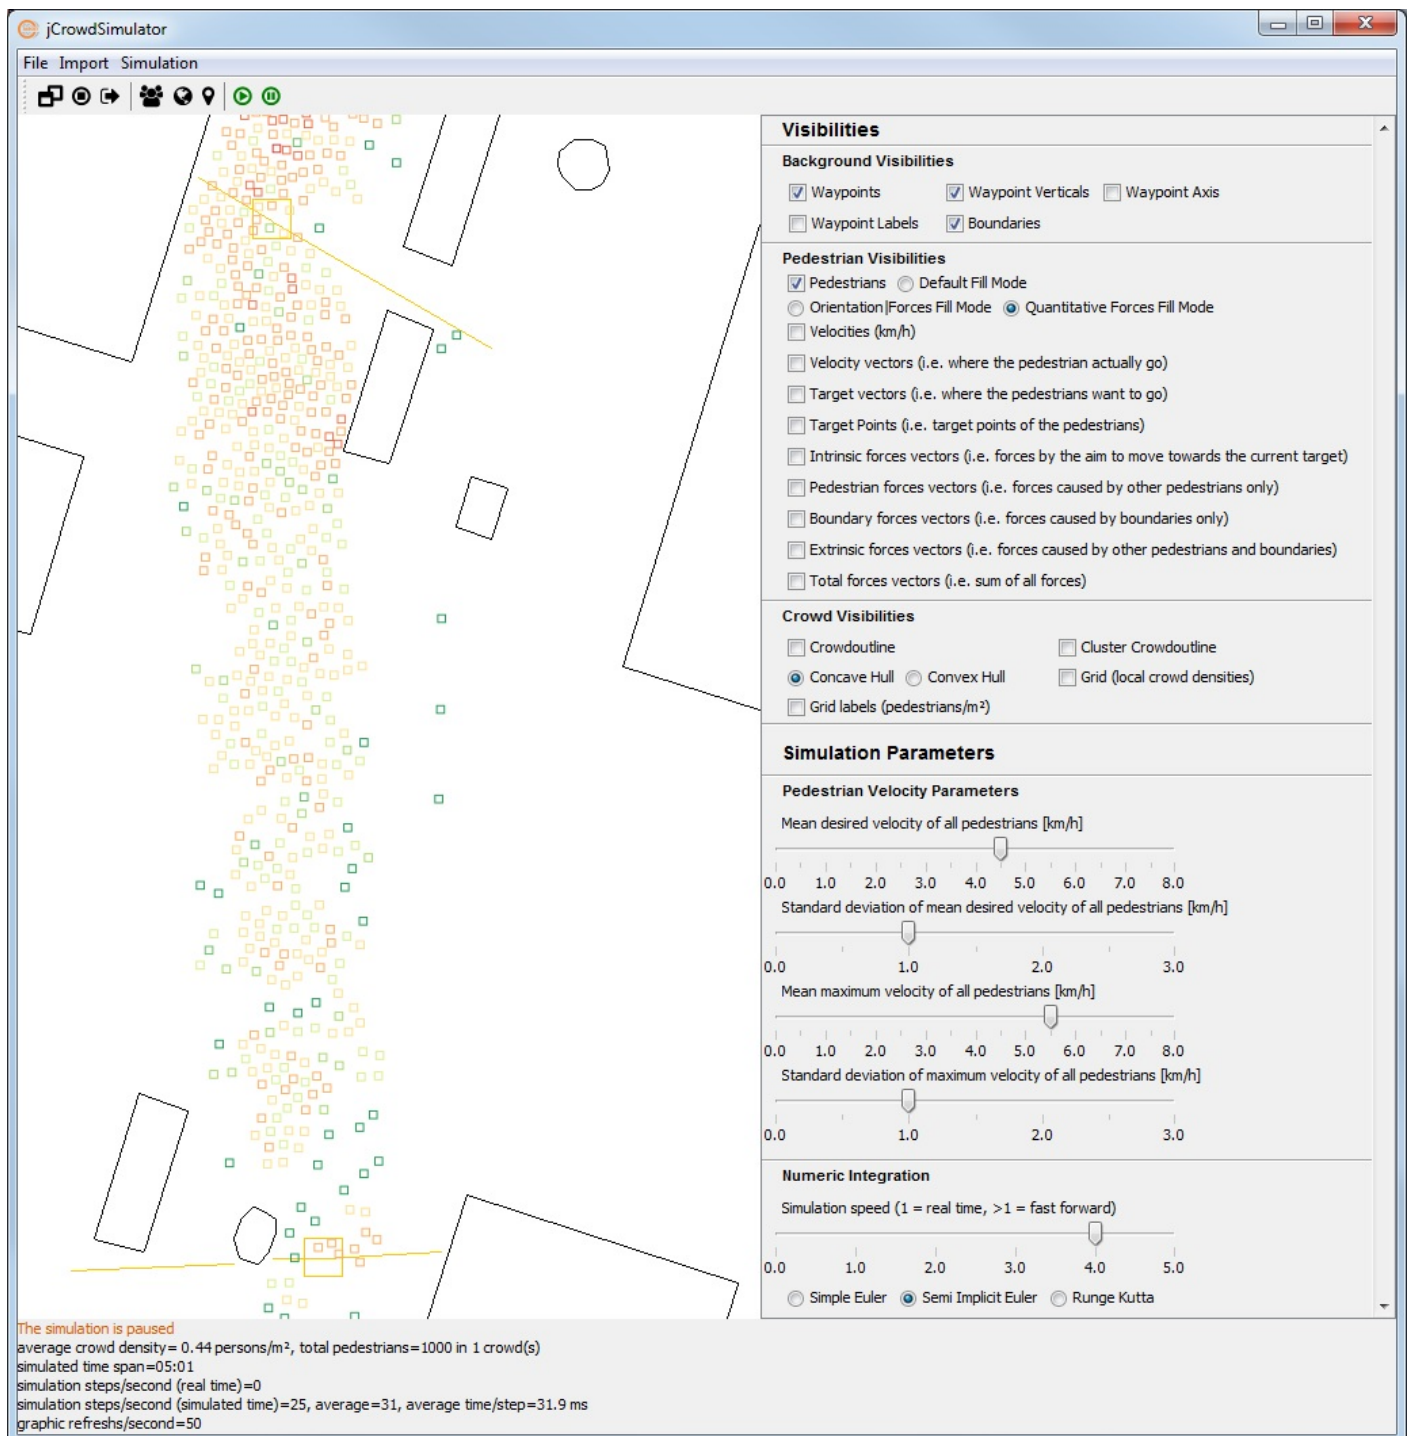 jCrowdSimulator
File Import Simulation
Visibilities
Background Visibilities
Waypoints Waypoint Verticals Waypoint Axis
Waypoint Labels Boundaries
Pedestrian Visibilities
Pedestrians Default Fill Mode
Orientation|Forces Fill Mode Quantitative Forces Fill Mode
Velocities (km/h)
Velocity vectors (i.e. where the pedestrian actually go)
Target vectors (i.e. where the pedestrians want to go)
Target Points (i.e. target points of the pedestrians)
Intrinsic forces vectors (i.e. forces by the aim to move towards the current target)
Pedestrian forces vectors (i.e. forces caused by other pedestrians only)
Boundary forces vectors (i.e. forces caused by boundaries only)
Extrinsic forces vectors (i.e. forces caused by other pedestrians and boundaries)
Total forces vectors (i.e. sum of all forces)
Crowd Visibilities
Crowdoutline Cluster Crowdoutline
Concave Hull Convex Hull Grid (local crowd densities)
Grid labels (pedestrians/m²)
Simulation Parameters
Pedestrian Velocity Parameters
Mean desired velocity of all pedestrians [km/h]
0.0 1.0 2.0 3.0 4.0 5.0 6.0 7.0 8.0
Standard deviation of mean desired velocity of all pedestrians [km/h]
0.0 1.0 2.0 3.0
Mean maximum velocity of all pedestrians [km/h]
0.0 1.0 2.0 3.0 4.0 5.0 6.0 7.0 8.0
Standard deviation of maximum velocity of all pedestrians [km/h]
0.0 1.0 2.0 3.0
Numeric Integration
Simulation speed (1 = real time, >1 = fast forward)
0.0 1.0 2.0 3.0 4.0 5.0
Simple Euler Semi Implicit Euler Runge Kutta
The simulation is paused
average crowd density= 0.44 persons/m², total pedestrians=1000 in 1 crowd(s)
simulated time span=05:01
simulation steps/second (real time)=0
simulation steps/second (simulated time)=25, average=31, average time/step=31.9 ms
graphic refreshs/second=50